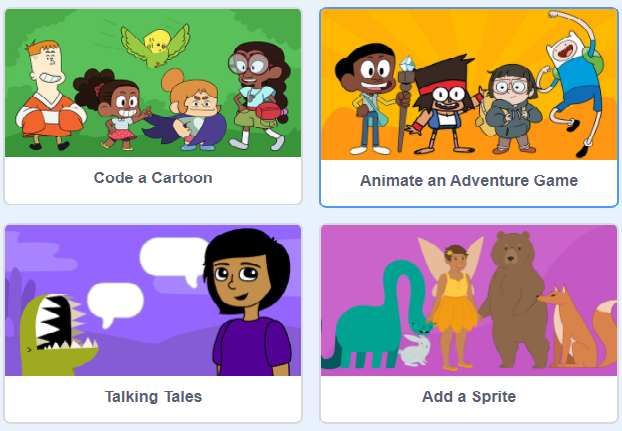 Code a Cartoon
Animate an Adventure Game
Talking Tales
Add a Sprite